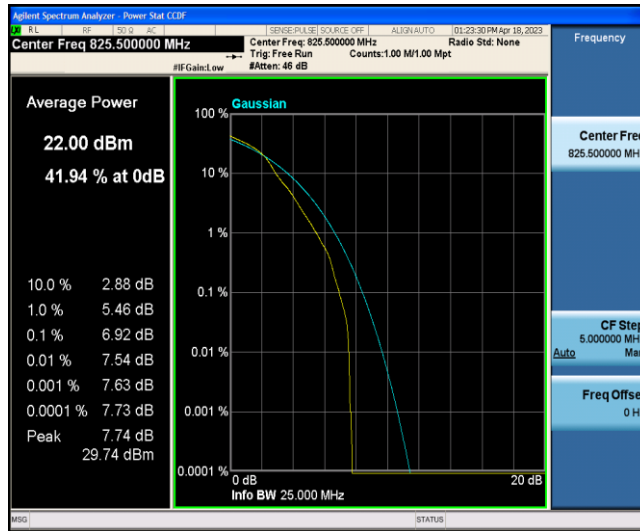 Agilent Spectrum Analyzer - Power Stat CCDF
RL RF 50 Ω AC SENSE:PULSE SOURCE OFF ALIGN AUTO 01:23:30 PM Apr 18, 2023
Center Freq 825.500000 MHz Center Freq: 825.500000 MHz Radio Std: None
Trig: Free Run Counts:1.00 M/1.00 Mpt
#IFGain:Low #Atten: 46 dB
Frequency
Average Power
22.00 dBm
41.94 % at 0dB
10.0 % 2.88 dB
1.0 % 5.46 dB
0.1 % 6.92 dB
0.01 % 7.54 dB
0.001 % 7.63 dB
0.0001 % 7.73 dB
Peak 7.74 dB
29.74 dBm
Gaussian
100 %
10 %
1 %
0.1 %
0.01 %
0.001 %
0.0001 %
0 dB 20 dB
Info BW 25.000 MHz
Center Fre
825.500000 MH
CF Step
5.000000 MH
Auto Ma
Freq Offse
0 H
MSG STATUS